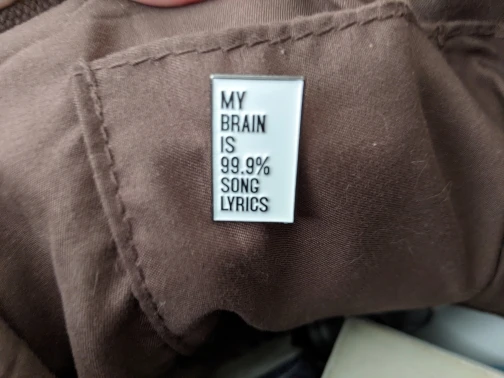 MY
BRAIN
IS
99.9%
SONG
LYRICS